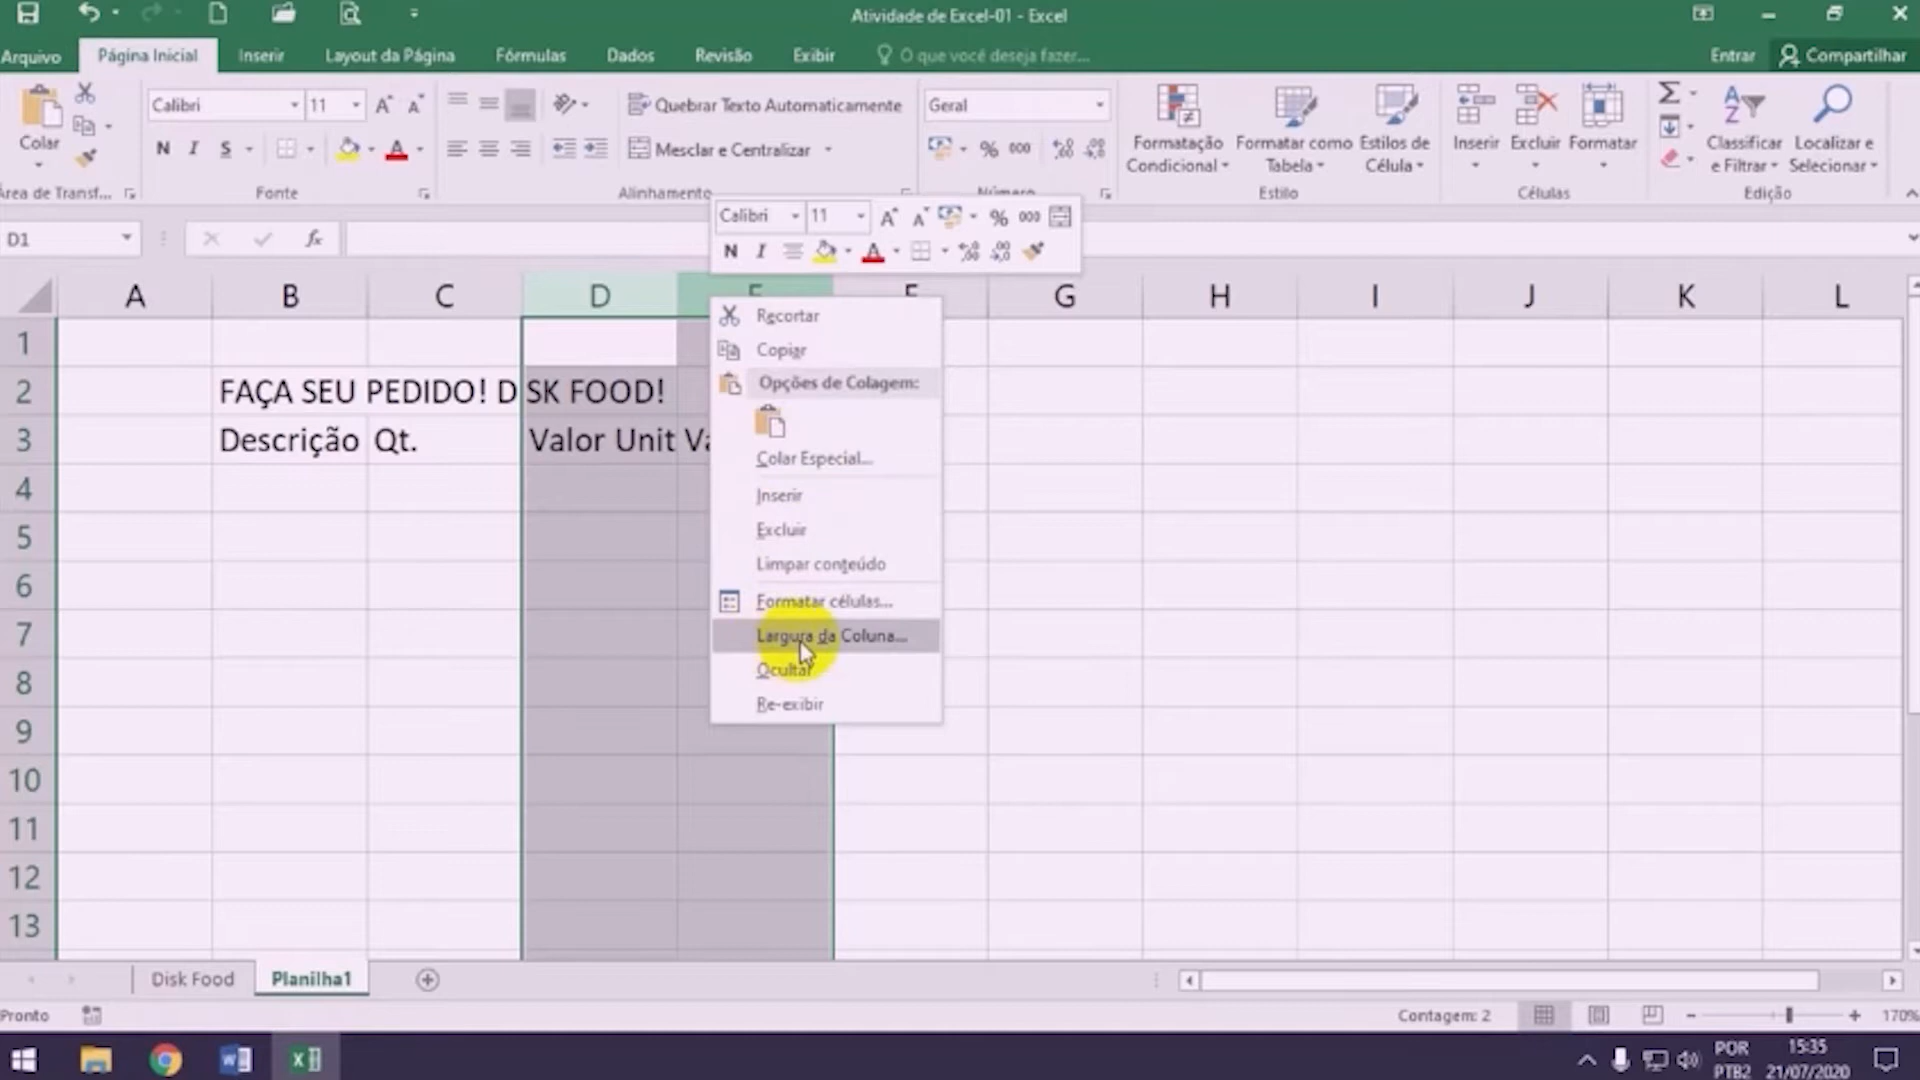 Atividade de Excel-01 - Excel
Arquivo Página Inicial Inserir Layout da Página Fórmulas Dados Revisão Exibir O que você deseja fazer... Entrar Compartilhar
Colar
Calibri 11
N I S
Quebrar Texto Automaticamente
Mesclar e Centralizar
Geral
% 000
Formatação Condicional
Formatar como Tabela
Estilos de Célula
Inserir Excluir Formatar
Classificar e Filtrar
Localizar e Selecionar
Área de Transf... Fonte Alinhamento Número Estilo Células Edição
Calibri 11 % 000
N I
D1 fx
A B C D E F G H I J K L
1
2 FAÇA SEU PEDIDO! D SK FOOD!
3 Descrição Qt. Valor Unit Va
4
5
6
7
8
9
10
11
12
13
Recortar
Copiar
Opções de Colagem:
Colar Especial...
Inserir
Excluir
Limpar conteúdo
Formatar células...
Largura da Coluna...
Ocultar
Re-exibir
Disk Food Planilha1
Pronto Contagem: 2 170%
POR
PTB2
15:35
21/07/2020